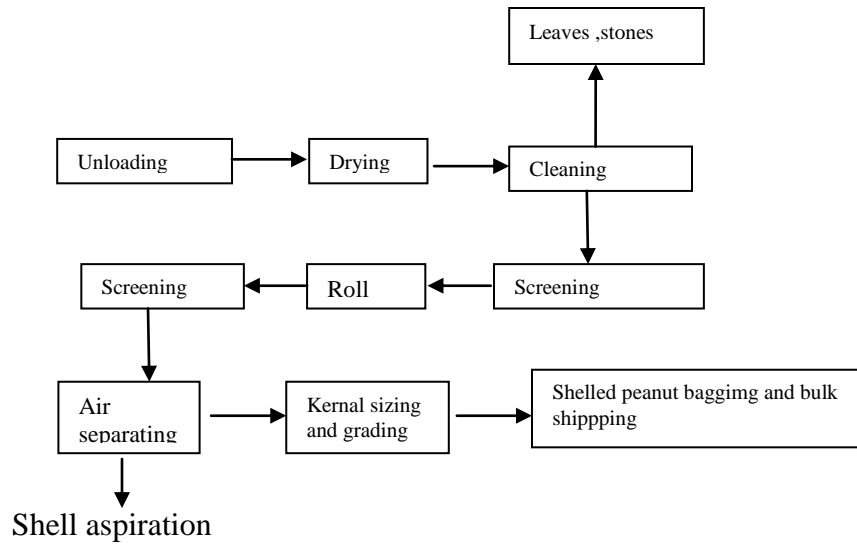 Leaves ,stones
Unloading
Drying
Cleaning
Screening
Roll
Screening
Air
separating
Kernal sizing
and grading
Shelled peanut baggimg and bulk
shippping
Shell aspiration